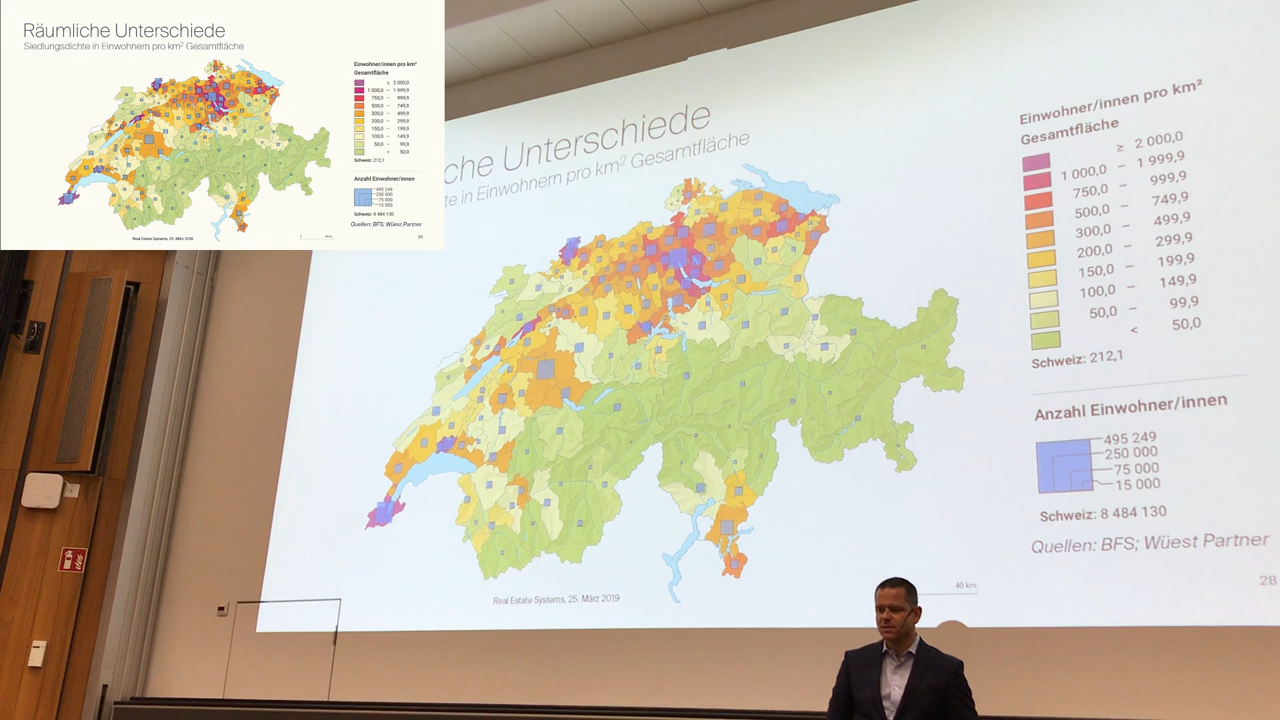 Räumliche Unterschiede
Siedlungsdichte in Einwohnern pro km² Gesamtfläche
Einwohner/innen pro km²
Gesamtfläche
≥ 2 000,0
1 000,0 – 1 999,9
750,0 – 999,9
500,0 – 749,9
300,0 – 499,9
200,0 – 299,9
150,0 – 199,9
100,0 – 149,9
50,0 – 99,9
< 50,0
Schweiz: 212,1
Anzahl Einwohner/innen
495 249
250 000
75 000
15 000
Schweiz: 8 484 130
Quellen: BFS; Wüest Partner
Real Estate Systems, 25. März 2019
28
che Unterschiede
te in Einwohnern pro km² Gesamtfläche
Einwohner/innen pro km²
Gesamtfläche
≥ 2 000,0
1 000,0 – 1 999,9
750,0 – 999,9
500,0 – 749,9
300,0 – 499,9
200,0 – 299,9
150,0 – 199,9
100,0 – 149,9
50,0 – 99,9
< 50,0
Schweiz: 212,1
Anzahl Einwohner/innen
495 249
250 000
75 000
15 000
Schweiz: 8 484 130
Quellen: BFS; Wüest Partner
40 km
28
Real Estate Systems, 25. März 2019